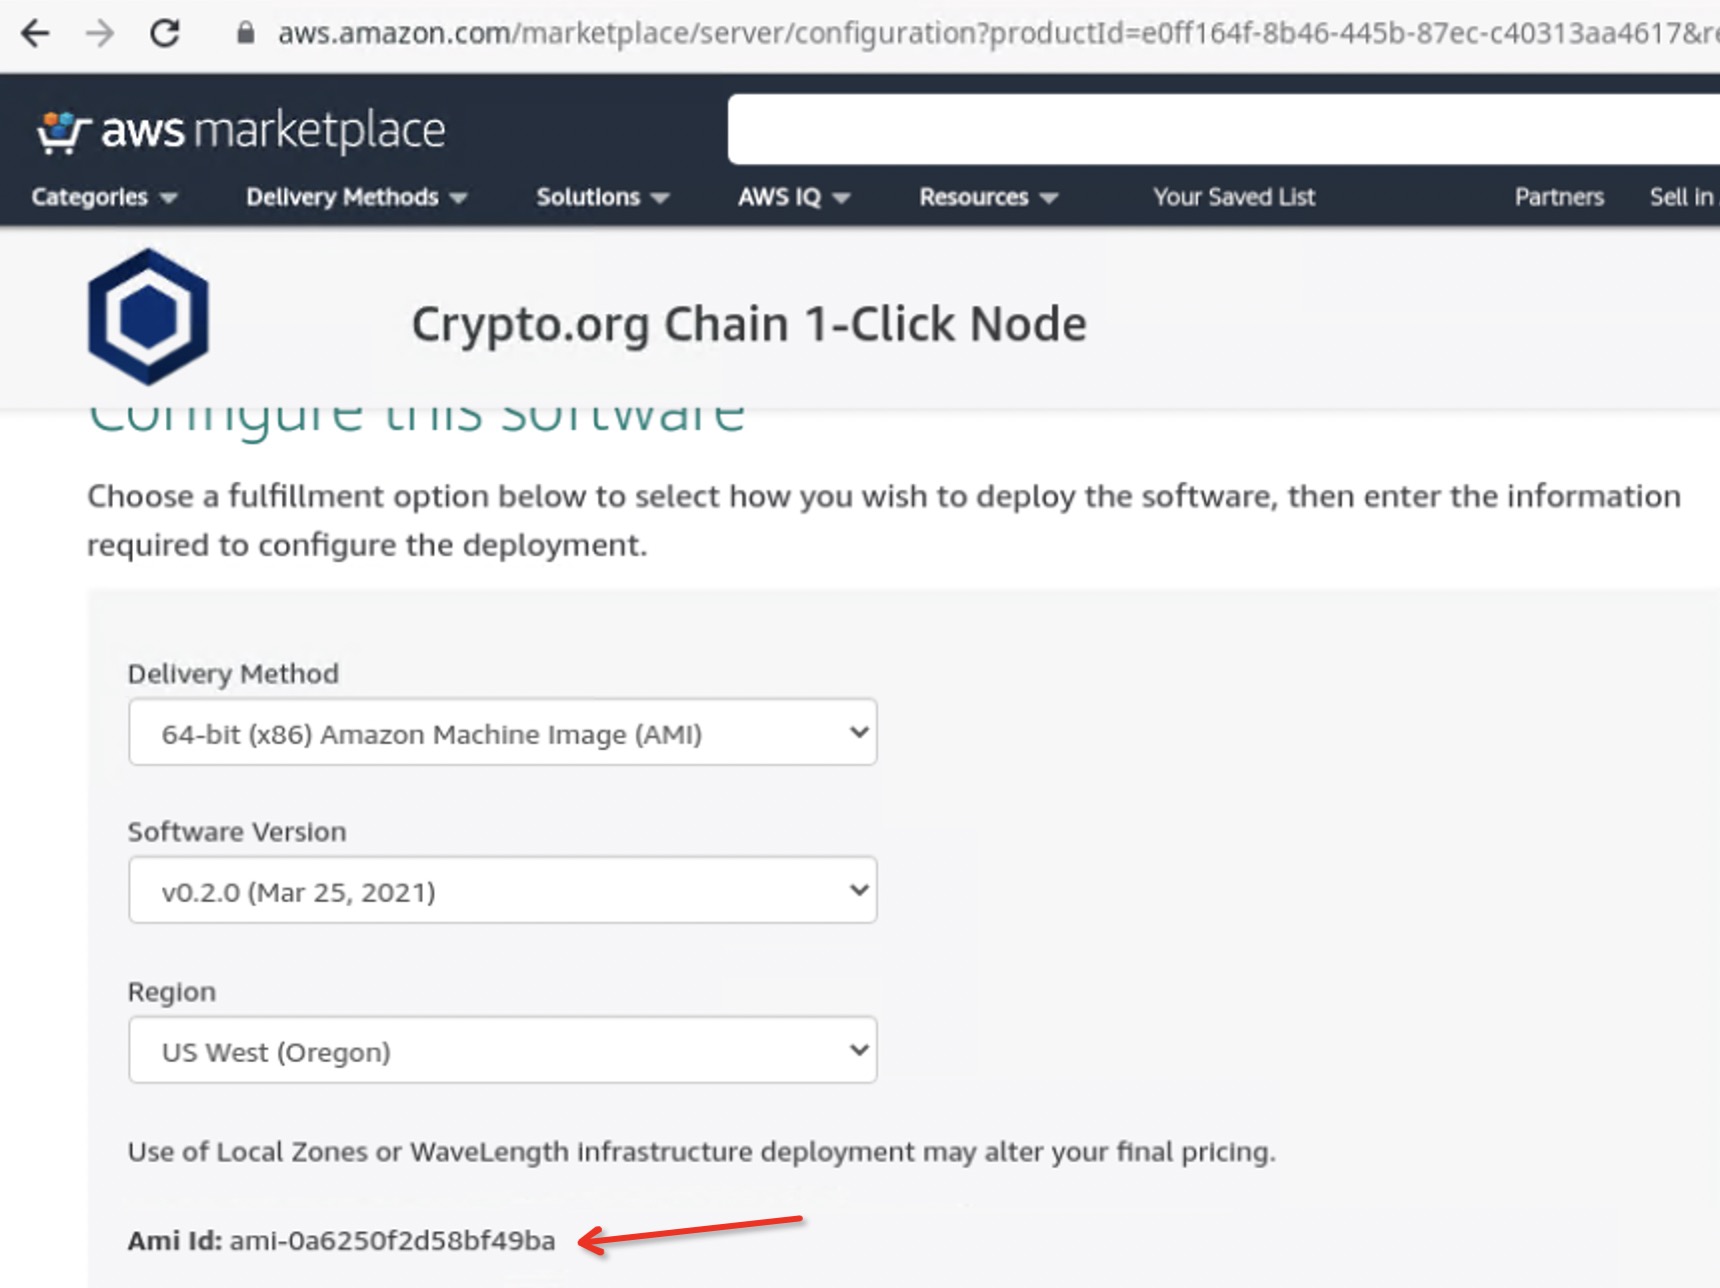 aws.amazon.com/marketplace/server/configuration?productId=e0ff164f-8b46-445b-87ec-c40313aa4617&re
aws marketplace
Categories Delivery Methods Solutions AWS IQ Resources Your Saved List Partners Sell in
Crypto.org Chain 1-Click Node
Configure this software
Choose a fulfillment option below to select how you wish to deploy the software, then enter the information
required to configure the deployment.
Delivery Method
64-bit (x86) Amazon Machine Image (AMI)
Software Version
v0.2.0 (Mar 25, 2021)
Region
US West (Oregon)
Use of Local Zones or WaveLength infrastructure deployment may alter your final pricing.
Ami Id: ami-0a6250f2d58bf49ba